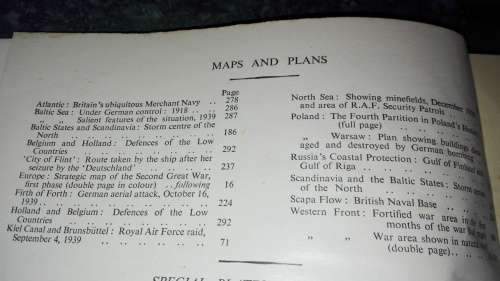 MAPS AND PLANS
Page
Atlantic: Britain's ubiquitous Merchant Navy .. 278
Baltic Sea: Under German control: 1918 .. .. 286
„ „ Salient features of the situation, 1939 287
Baltic States and Scandinavia: Storm centre of the
North .. .. .. .. .. .. .. 186
Belgium and Holland: Defences of the Low
Countries .. .. .. .. .. .. 292
'City of Flint': Route taken by the ship after her
seizure by the 'Deutschland' .. .. .. 237
Europe: Strategic map of the Second Great War,
first phase (double page in colour) .. following 16
Firth of Forth: German aerial attack, October 16,
1939 .. .. .. .. .. .. .. 224
Holland and Belgium: Defences of the Low
Countries .. .. .. .. .. .. 292
Kiel Canal and Brunsbüttel: Royal Air Force raid,
September 4, 1939 .. .. .. .. .. 71
North Sea: Showing minefields, December
and area of R.A.F. Security Patrols
Poland: The Fourth Partition in Poland's
(full page) .. .. .. ..
„ Warsaw: Plan showing buildings
aged and destroyed by German bombing
Russia's Coastal Protection: Gulf of Finland
Gulf of Riga .. .. .. ..
Scandinavia and the Baltic States: Storm
of the North .. .. .. ..
Scapa Flow: British Naval Base .. ..
Western Front: Fortified war area in the
months of the war
„ „ War area shown in
(double page) .. ..